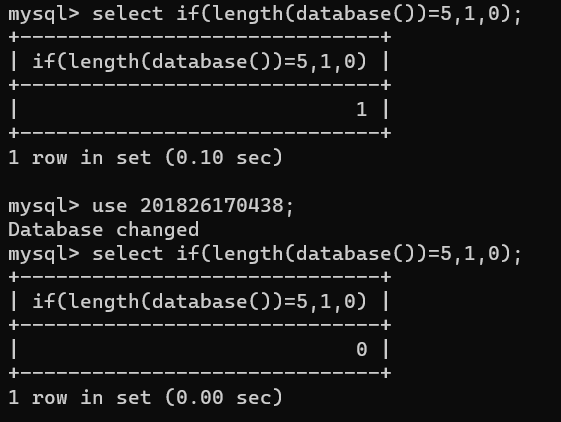 mysql> select if(length(database())=5,1,0);
+------------------------------+
| if(length(database())=5,1,0) |
+------------------------------+
|                            1 |
+------------------------------+
1 row in set (0.10 sec)

mysql> use 201826170438;
Database changed
mysql> select if(length(database())=5,1,0);
+------------------------------+
| if(length(database())=5,1,0) |
+------------------------------+
|                            0 |
+------------------------------+
1 row in set (0.00 sec)